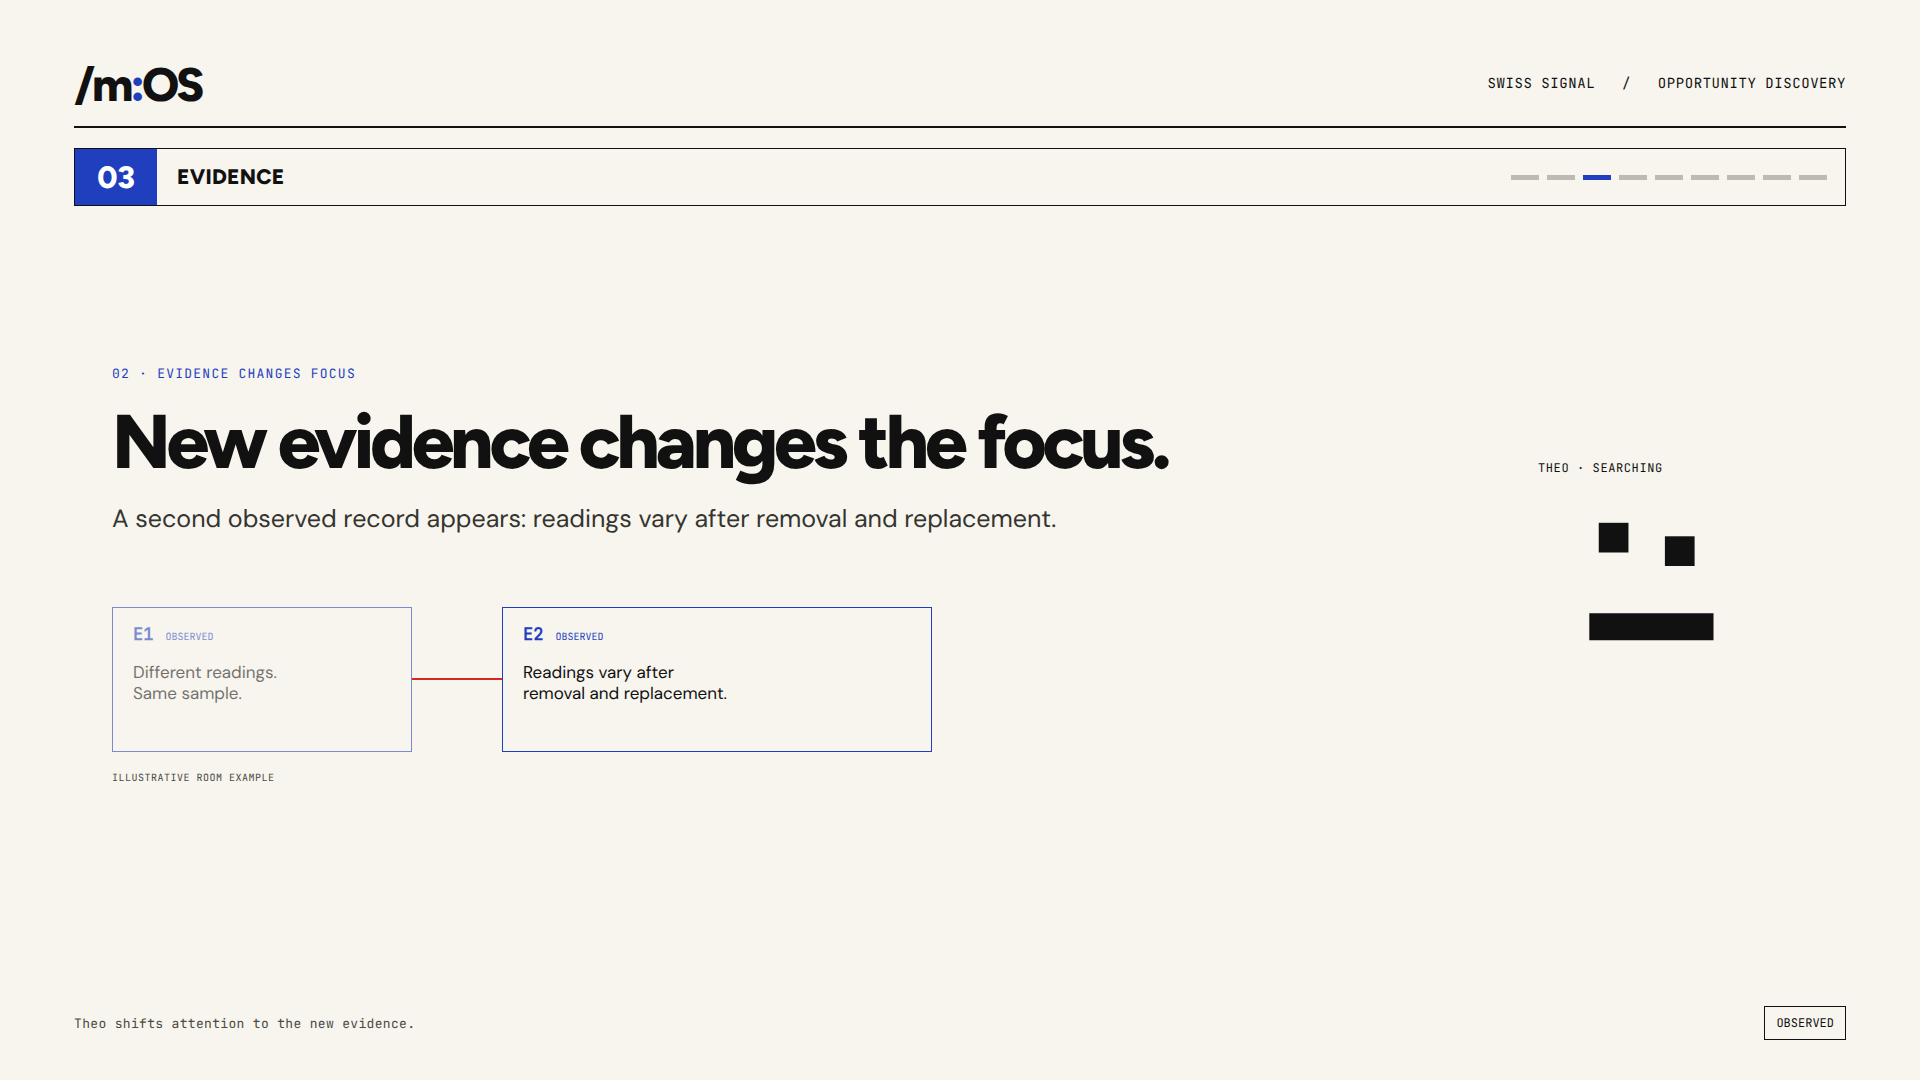 /m:OS
SWISS SIGNAL / OPPORTUNITY DISCOVERY
03 EVIDENCE
02 · EVIDENCE CHANGES FOCUS
New evidence changes the focus.
A second observed record appears: readings vary after removal and replacement.
THEO · SEARCHING
E1 OBSERVED
Different readings.
Same sample.
E2 OBSERVED
Readings vary after
removal and replacement.
ILLUSTRATIVE ROOM EXAMPLE
Theo shifts attention to the new evidence.
OBSERVED